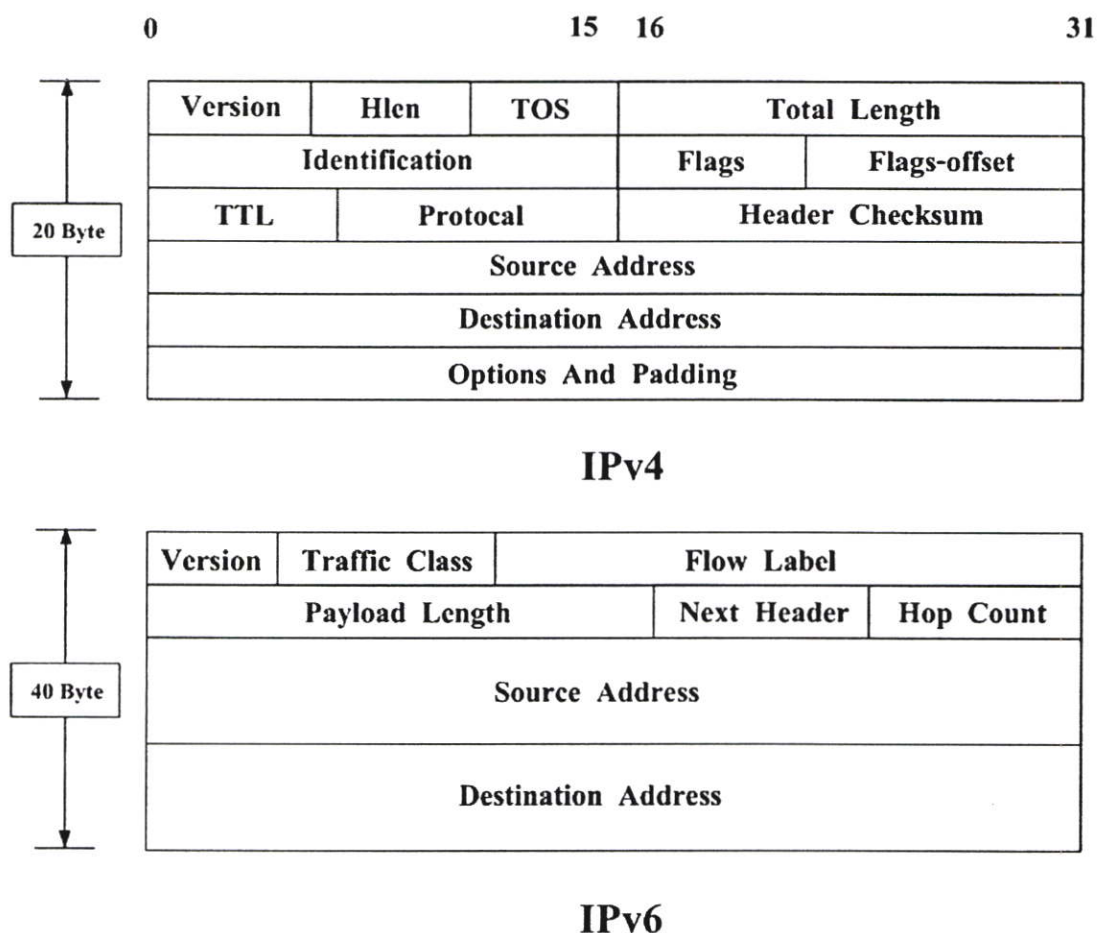 0 15 16 31
Version Hlen TOS Total Length
Identification Flags Flags-offset
TTL Protocal Header Checksum
20 Byte
Source Address
Destination Address
Options And Padding
IPv4
Version Traffic Class Flow Label
Payload Length Next Header Hop Count
40 Byte
Source Address
Destination Address
IPv6